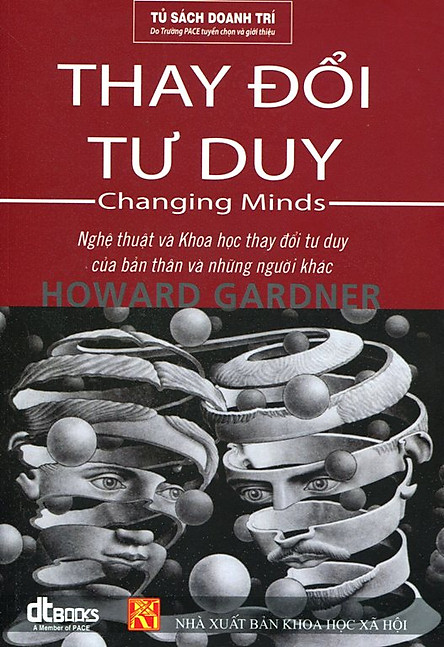 TỦ SÁCH DOANH TRÍ
Do Trường PACE tuyển chọn và giới thiệu
THAY ĐỔI
TƯ DUY
Changing Minds
Nghệ thuật và Khoa học thay đổi tư duy
của bản thân và những người khác
HOWARD GARDNER
dtBOOKS
A Member of PACE
NHÀ XUẤT BẢN KHOA HỌC XÃ HỘI